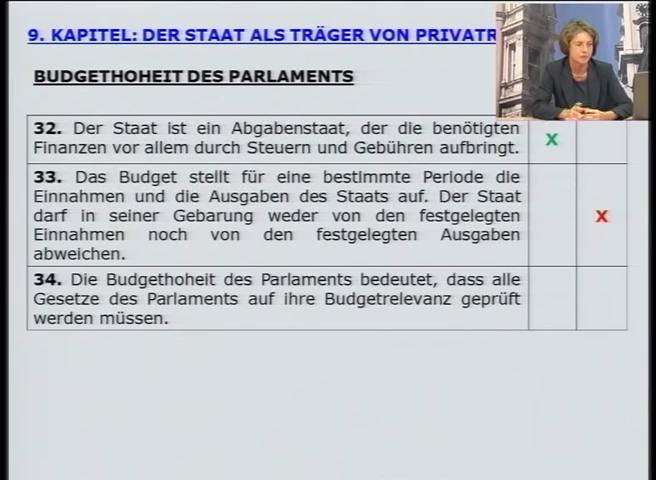 9. KAPITEL: DER STAAT ALS TRÄGER VON PRIVATR
BUDGETHOHEIT DES PARLAMENTS
32. Der Staat ist ein Abgabenstaat, der die benötigten
Finanzen vor allem durch Steuern und Gebühren aufbringt.
X
33. Das Budget stellt für eine bestimmte Periode die
Einnahmen und die Ausgaben des Staats auf. Der Staat
darf in seiner Gebarung weder von den festgelegten
Einnahmen noch von den festgelegten Ausgaben
abweichen.
X
34. Die Budgethoheit des Parlaments bedeutet, dass alle
Gesetze des Parlaments auf ihre Budgetrelevanz geprüft
werden müssen.